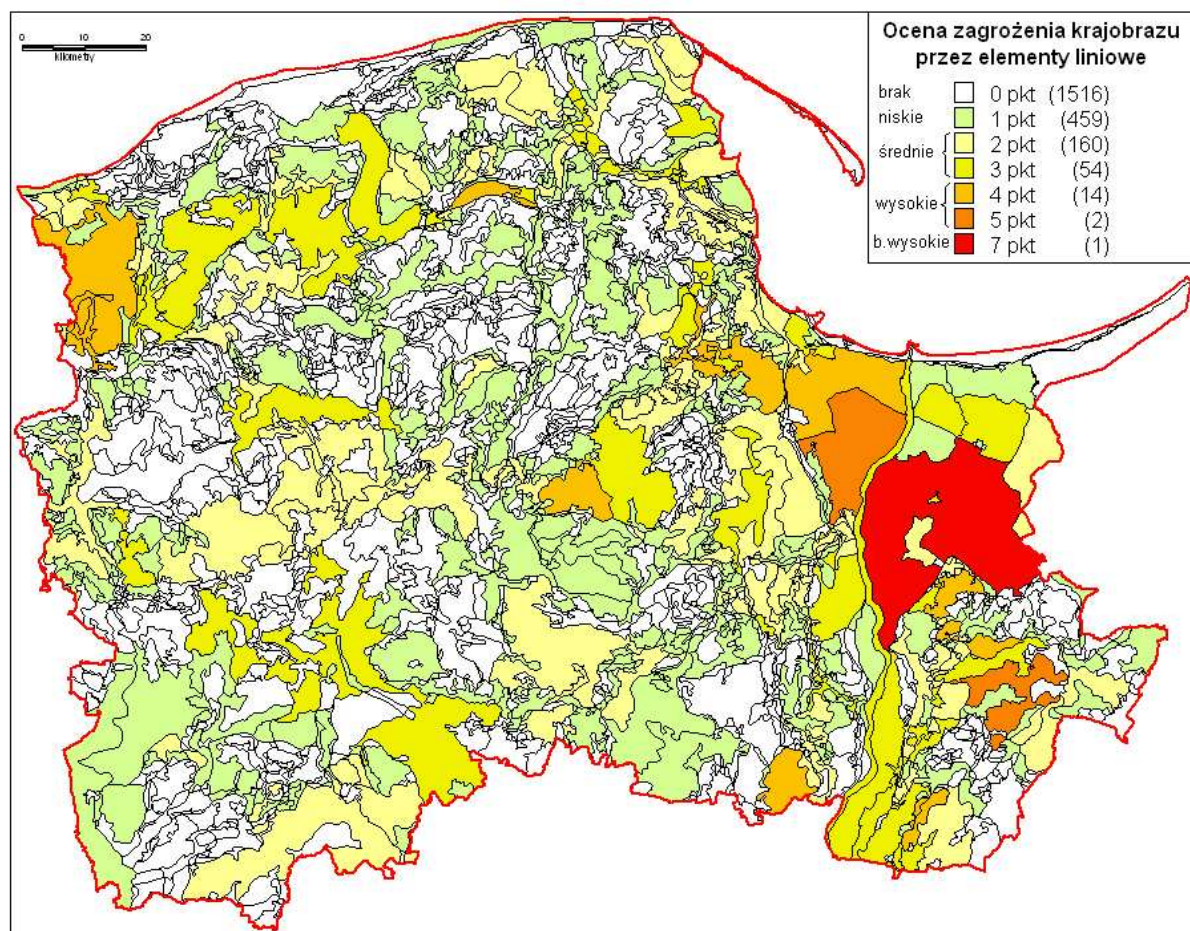 0 10 20
kilometry
Ocena zagrożenia krajobrazu
przez elementy liniowe
brak 0 pkt (1516)
niskie 1 pkt (459)
średnie 2 pkt (160)
3 pkt (54)
wysokie 4 pkt (14)
5 pkt (2)
b.wysokie 7 pkt (1)